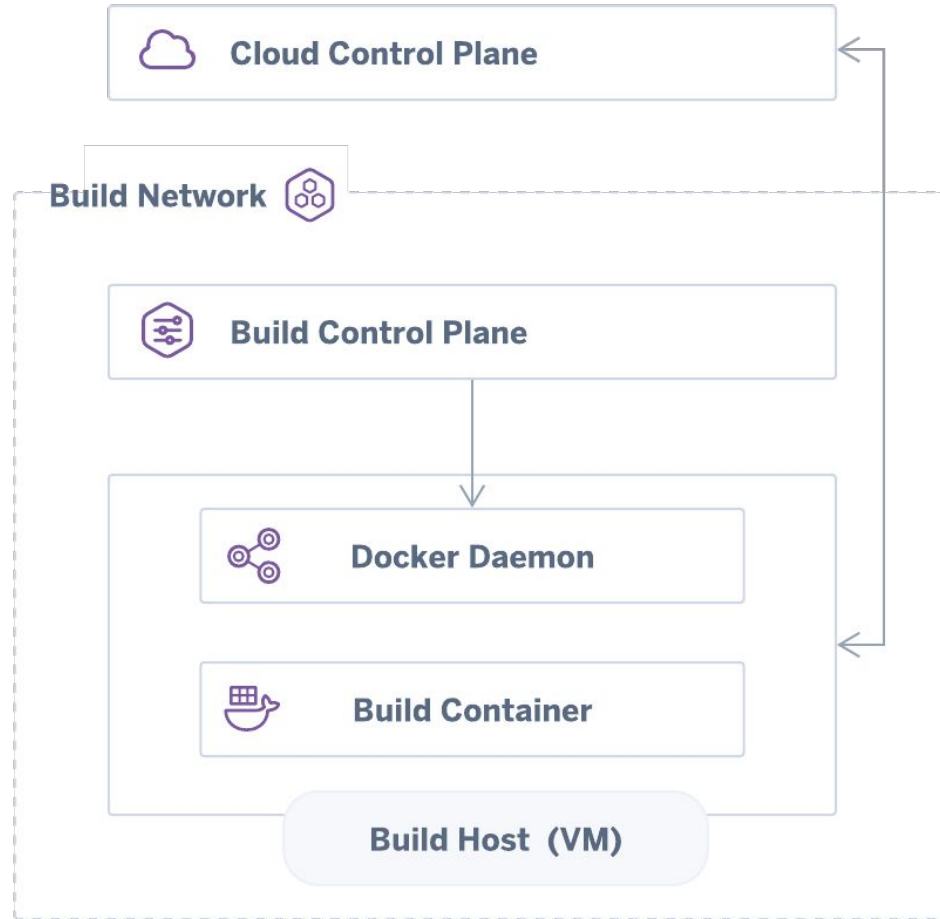 Cloud Control Plane
Build Network
Build Control Plane
Docker Daemon
Build Container
Build Host (VM)